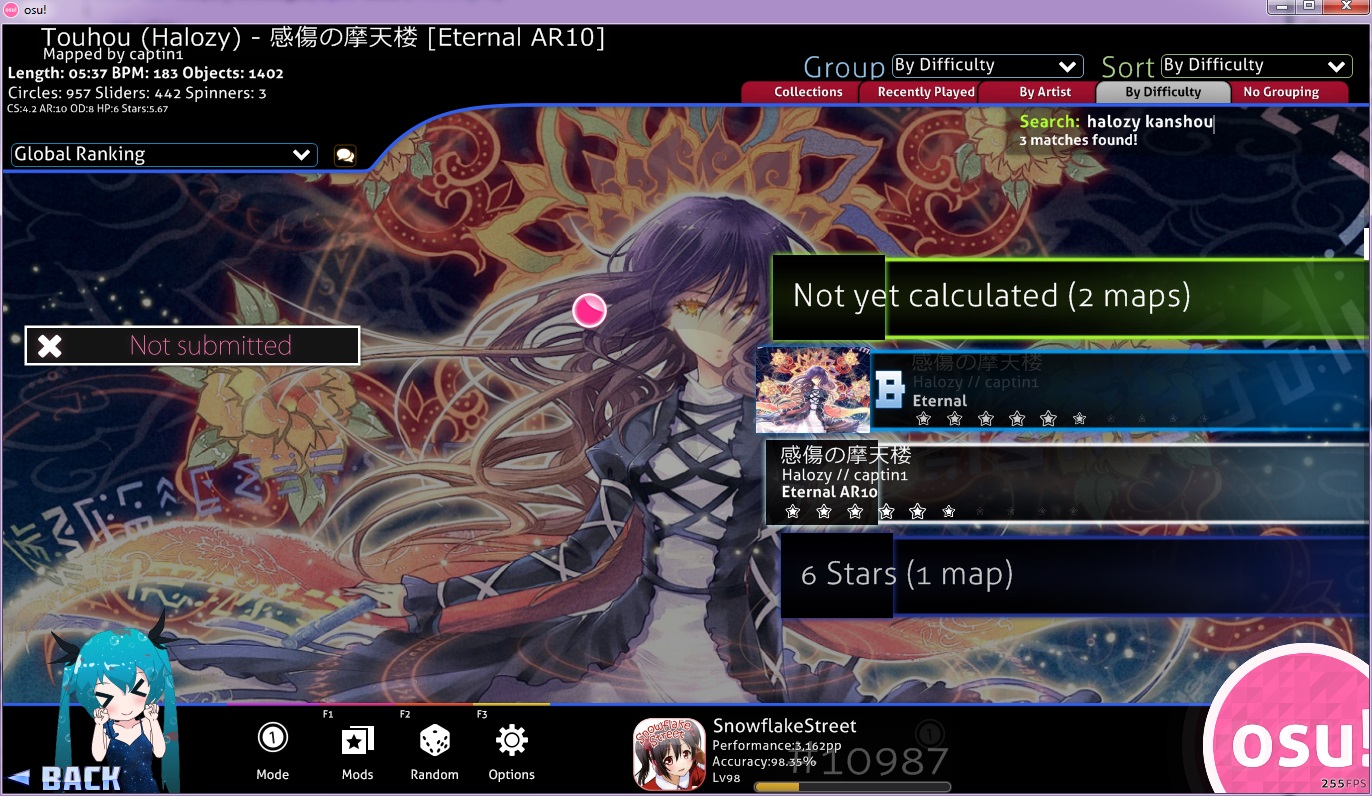 osu!
Touhou (Halozy) - 感傷の摩天楼 [Eternal AR10]
Mapped by captin1
Length: 05:37 BPM: 183 Objects: 1402
Circles: 957 Sliders: 442 Spinners: 3
CS:4.2 AR:10 OD:8 HP:6 Stars:5.67
Group By Difficulty Sort By Difficulty
Collections Recently Played By Artist By Difficulty No Grouping
Search: halozy kanshou
3 matches found!
Global Ranking
Not yet calculated (2 maps)
Not submitted
感傷の摩天楼
Halozy // captin1
Eternal
感傷の摩天楼
Halozy // captin1
Eternal AR10
6 Stars (1 map)
F1 F2 F3
1
Mode Mods Random Options
BACK
Snowflake Street
SnowflakeStreet
Performance:3,162pp
Accuracy:98.35%
Lv98
#10987
1
osu!
255FPS